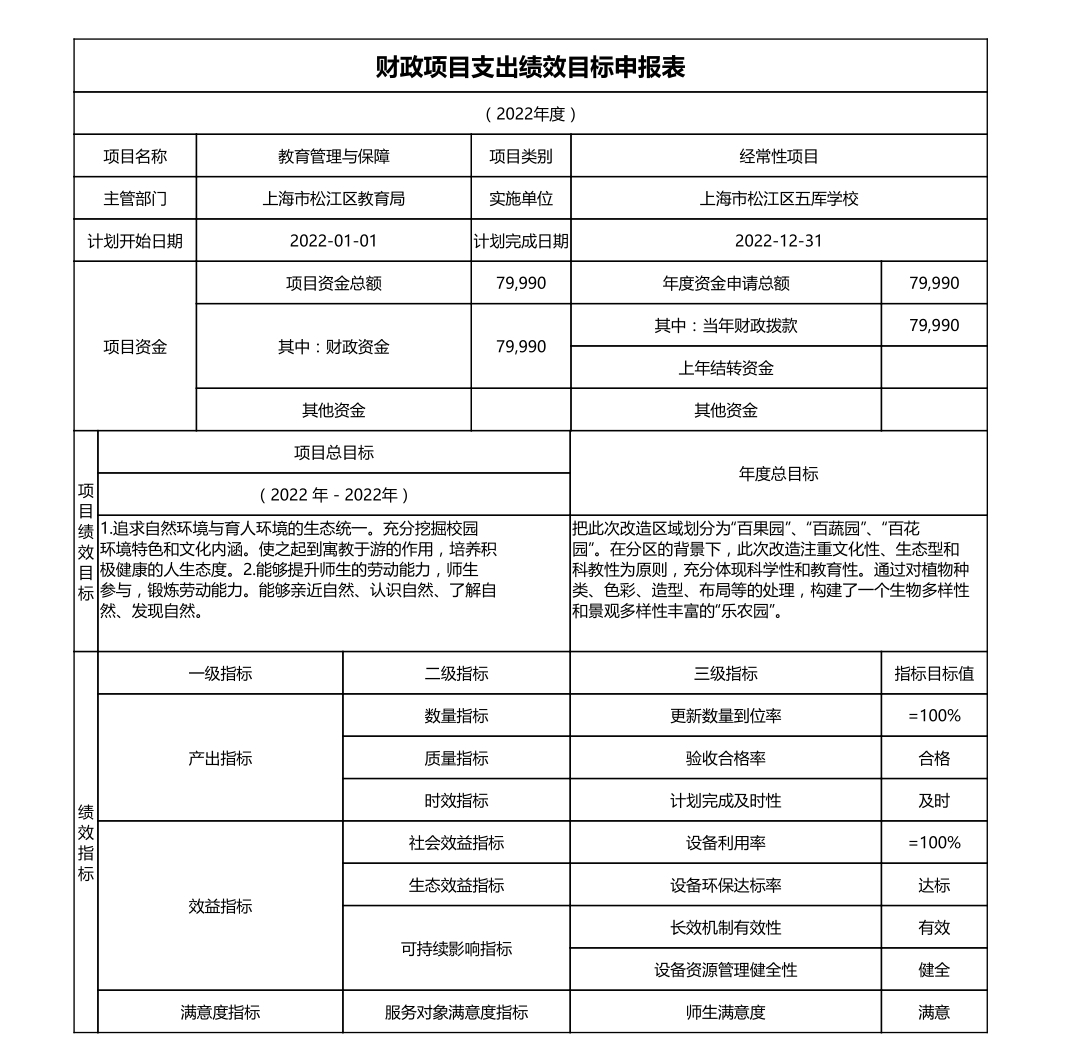 财政项目支出绩效目标申报表
（2022年度）
项目名称 教育管理与保障 项目类别 经常性项目
主管部门 上海市松江区教育局 实施单位 上海市松江区五厍学校
计划开始日期 2022-01-01 计划完成日期 2022-12-31
项目资金 项目资金总额 79,990 年度资金申请总额 79,990
其中：财政资金 79,990 其中：当年财政拨款 79,990
上年结转资金
其他资金 其他资金
项目绩效目标 项目总目标 年度总目标
（2022 年－2022年）
1.追求自然环境与育人环境的生态统一。充分挖掘校园
环境特色和文化内涵。使之起到寓教于游的作用，培养积
极健康的人生态度。2.能够提升师生的劳动能力，师生
参与，锻炼劳动能力。能够亲近自然、认识自然、了解自
然、发现自然。
把此次改造区域划分为“百果园”、“百蔬园”、“百花
园”。在分区的背景下，此次改造注重文化性、生态型和
科教性为原则，充分体现科学性和教育性。通过对植物种
类、色彩、造型、布局等的处理，构建了一个生物多样性
和景观多样性丰富的“乐农园”。
绩效指标 一级指标 二级指标 三级指标 指标目标值
产出指标 数量指标 更新数量到位率 =100%
质量指标 验收合格率 合格
时效指标 计划完成及时性 及时
效益指标 社会效益指标 设备利用率 =100%
生态效益指标 设备环保达标率 达标
可持续影响指标 长效机制有效性 有效
设备资源管理健全性 健全
满意度指标 服务对象满意度指标 师生满意度 满意